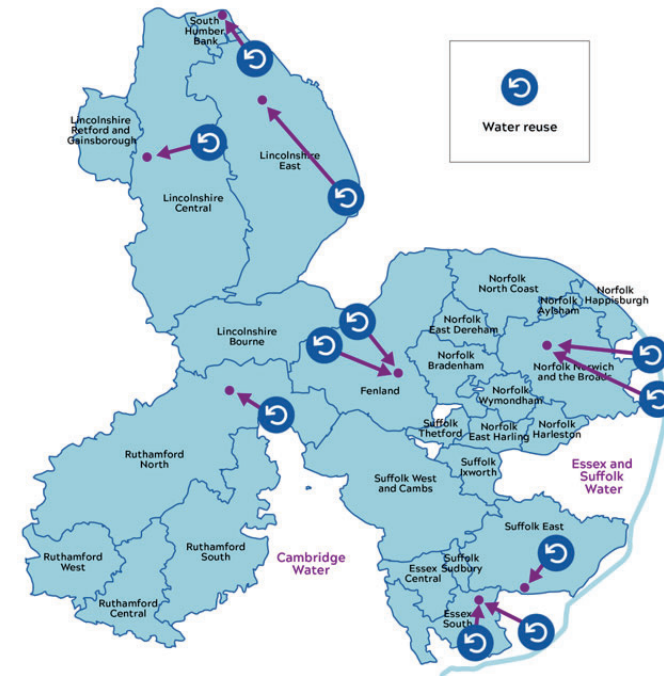 South
Humber
Bank
Water reuse
Lincolnshire
Retford and
Gainsborough
Lincolnshire
East
Lincolnshire
Central
Norfolk
North Coast
Norfolk
Happisburgh
Norfolk
Aylsham
Norfolk
East Dereham
Lincolnshire
Bourne
Norfolk
Bradenham
Norfolk Norwich
and the Broads
Fenland
Norfolk
Wymondham
Suffolk
Thetford
Norfolk
East Harling
Norfolk
Harleston
Ruthamford
North
Suffolk West
and Cambs
Suffolk
Ixworth
Essex and
Suffolk
Water
Suffolk East
Ruthamford
West
Ruthamford
South
Cambridge
Water
Essex
Central
Suffolk
Sudbury
Ruthamford
Central
Essex
South